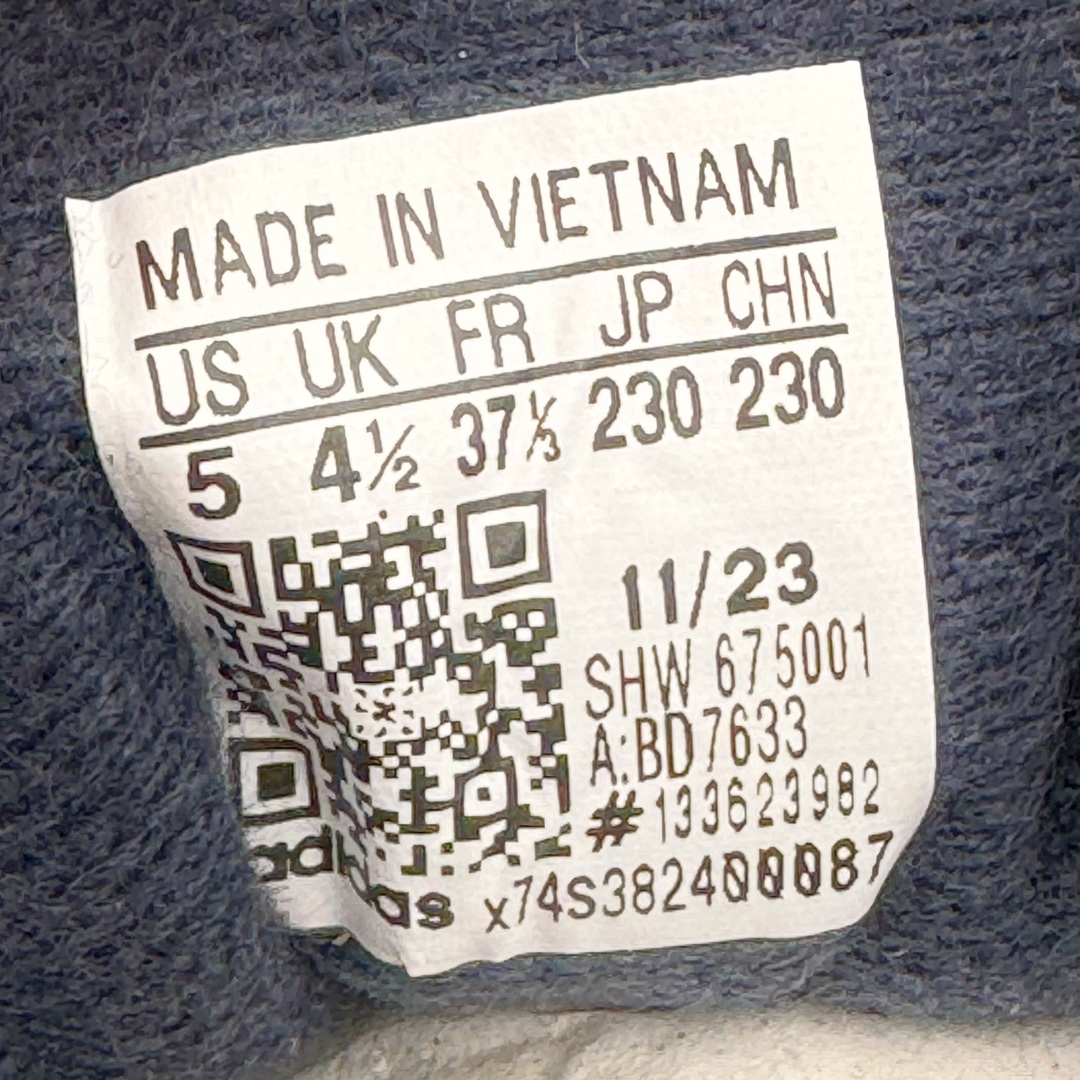 MADE IN VIETNAM
US UK FR JP CHN
5 4½ 37⅓ 230 230
11/23
SHW 675001
A:BD7633
#133623982
adidas x74S3824000087